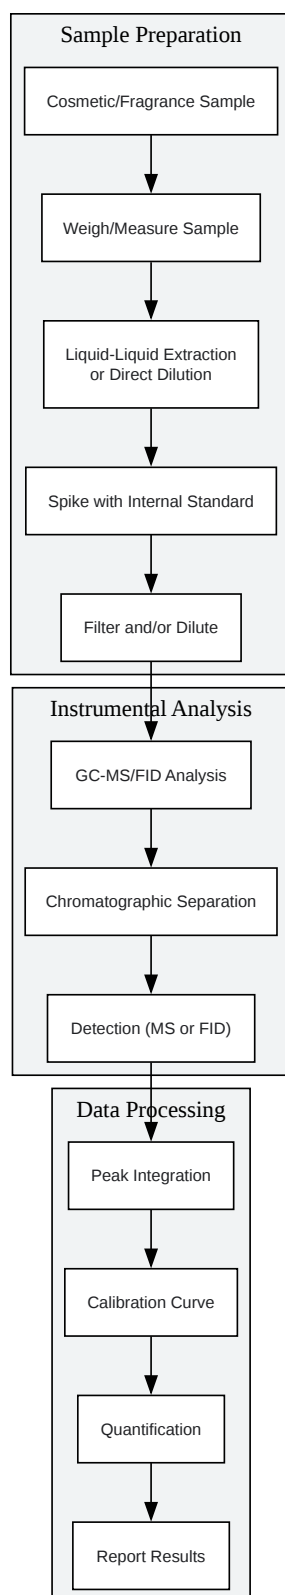 Sample Preparation
Cosmetic/Fragrance Sample
Weigh/Measure Sample
Liquid-Liquid Extraction
or Direct Dilution
Spike with Internal Standard
Filter and/or Dilute
Instrumental Analysis
GC-MS/FID Analysis
Chromatographic Separation
Detection (MS or FID)
Data Processing
Peak Integration
Calibration Curve
Quantification
Report Results